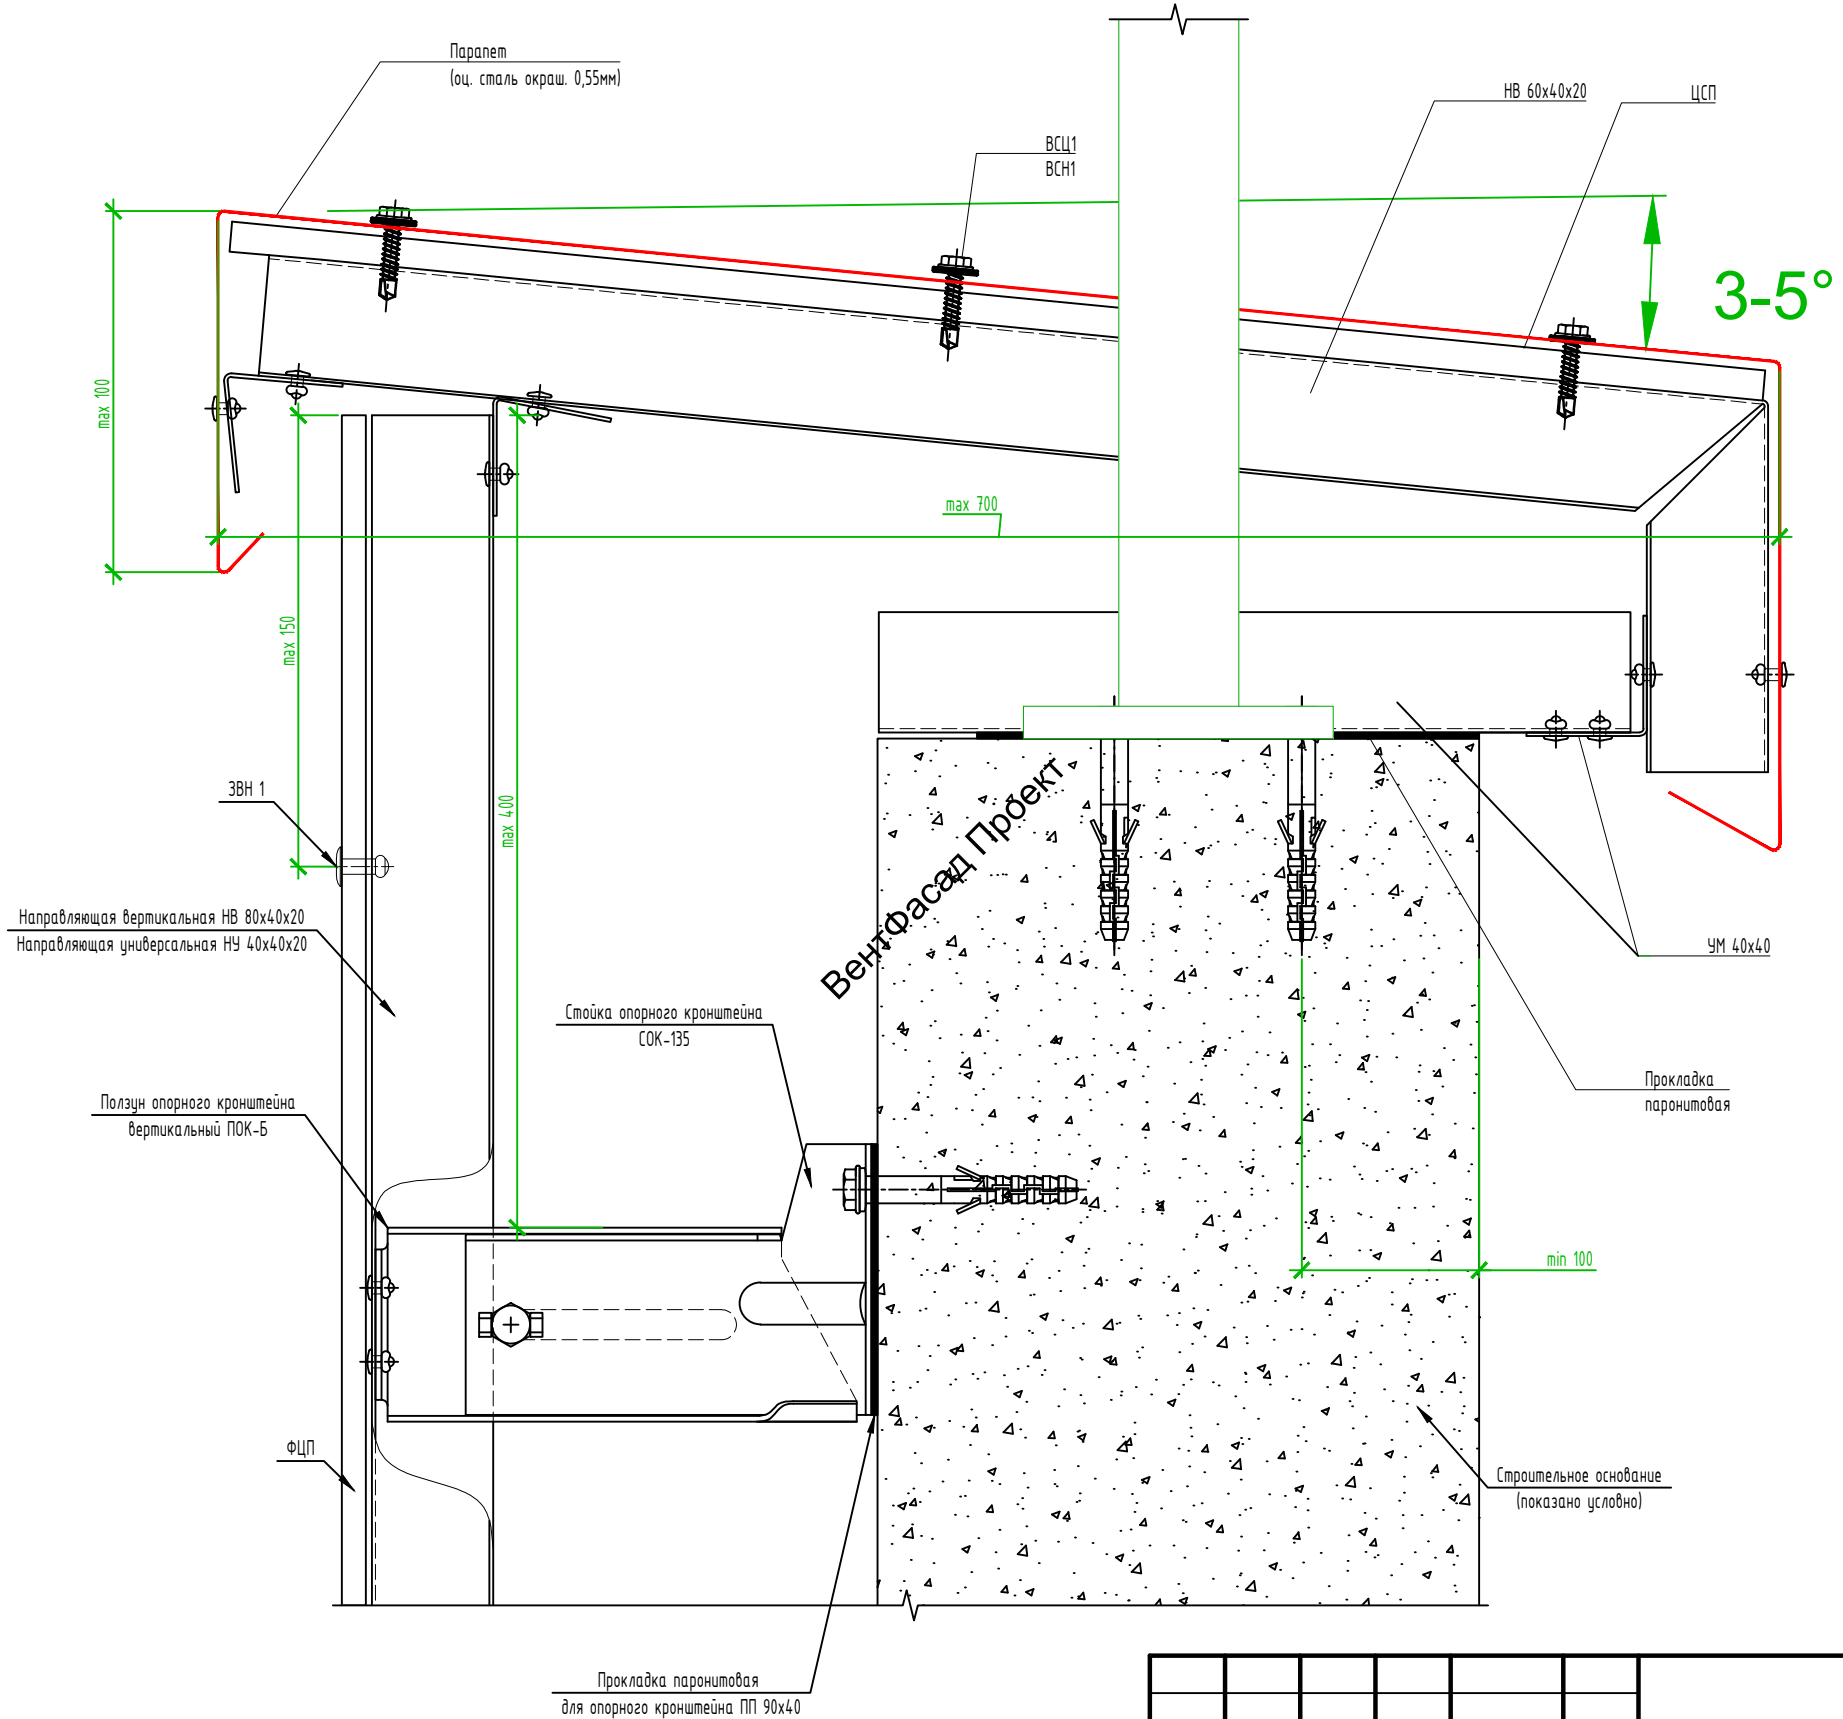 Парапет
(оц. сталь окраш. 0,55мм)
НВ 60х40х20
ЦСП
ВСЦ1
ВСН1
3-5°
max 100
max 700
max 150
max 400
ЗВН 1
Направляющая вертикальная НВ 80х40х20
Направляющая универсальная НУ 40х40х20
ВентФасад Проект
УМ 40х40
Стойка опорного кронштейна
СОК-135
Прокладка
паронитовая
Ползун опорного кронштейна
вертикальный ПОК-Б
min 100
ФЦП
Строительное основание
(показано условно)
Прокладка паронитовая
для опорного кронштейна ПП 90х40